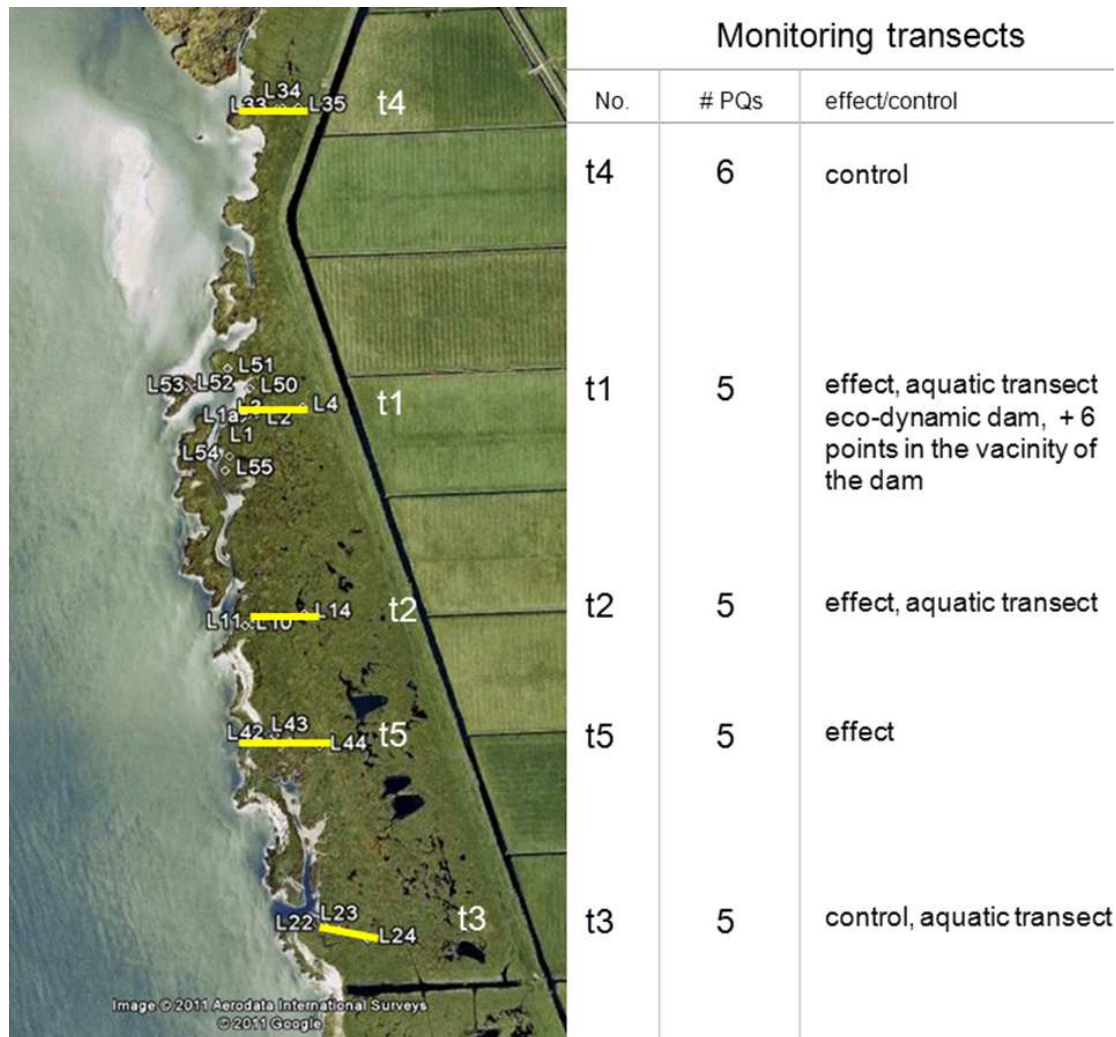 Monitoring transects
No. # PQs effect/control
t4 6 control
t1 5 effect, aquatic transect
eco-dynamic dam, + 6
points in the vacinity of
the dam
t2 5 effect, aquatic transect
t5 5 effect
t3 5 control, aquatic transect
L34
L33 L35 t4
L51
L53 L52 L50
L1a L2 L4 t1
L1
L54
L55
L14 t2
L11 L10
L43
L42 L44 t5
L23
L22 L24 t3
Image © 2011 Aerodata International Surveys
© 2011 Google